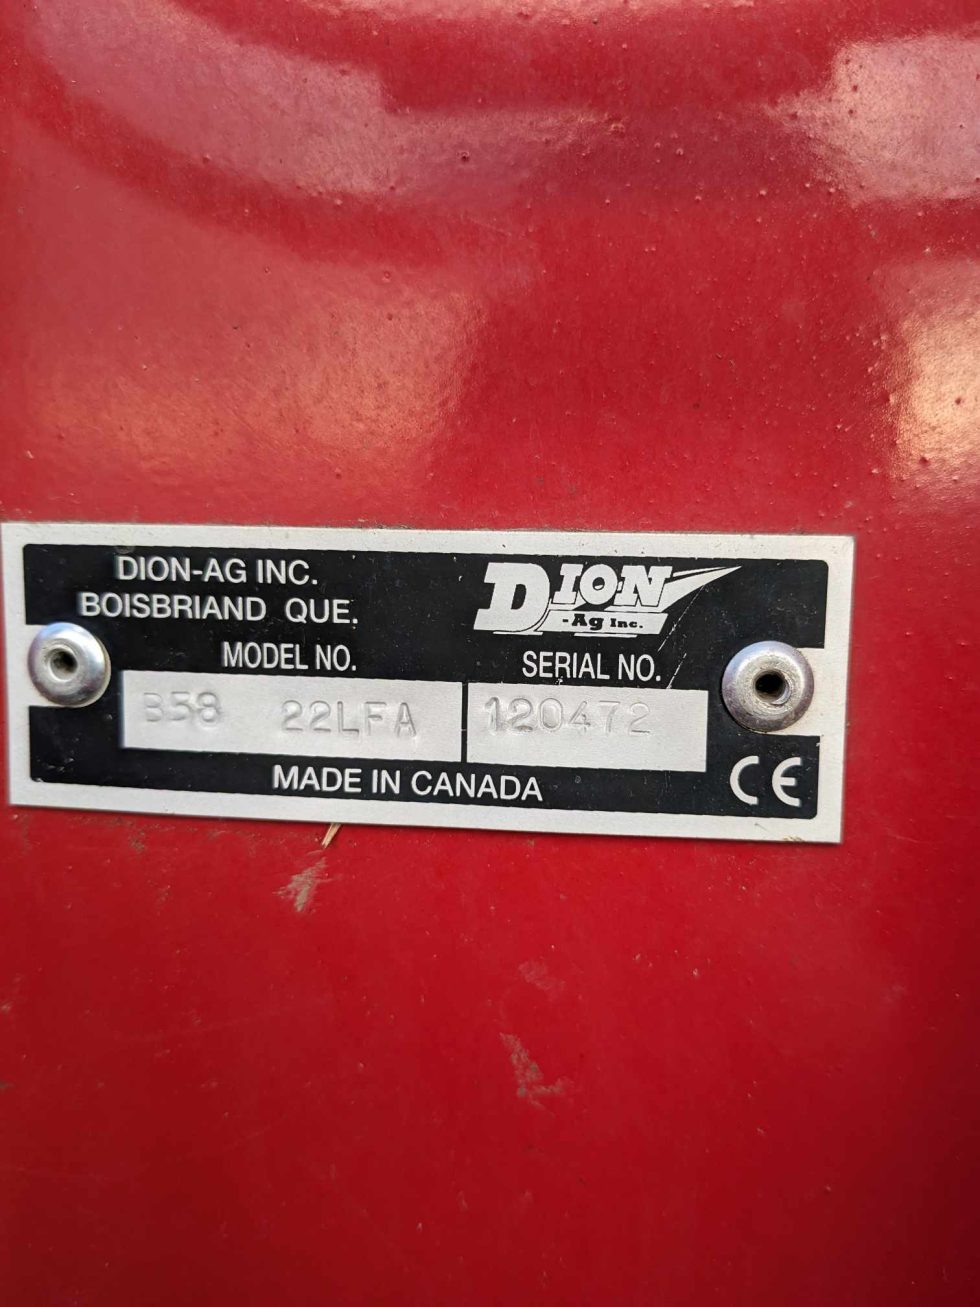 DION-AG INC.
BOISBRIAND QUE.
DION
-Ag Inc.
MODEL NO.
SERIAL NO.
B58 22LFA
120472
MADE IN CANADA
CE